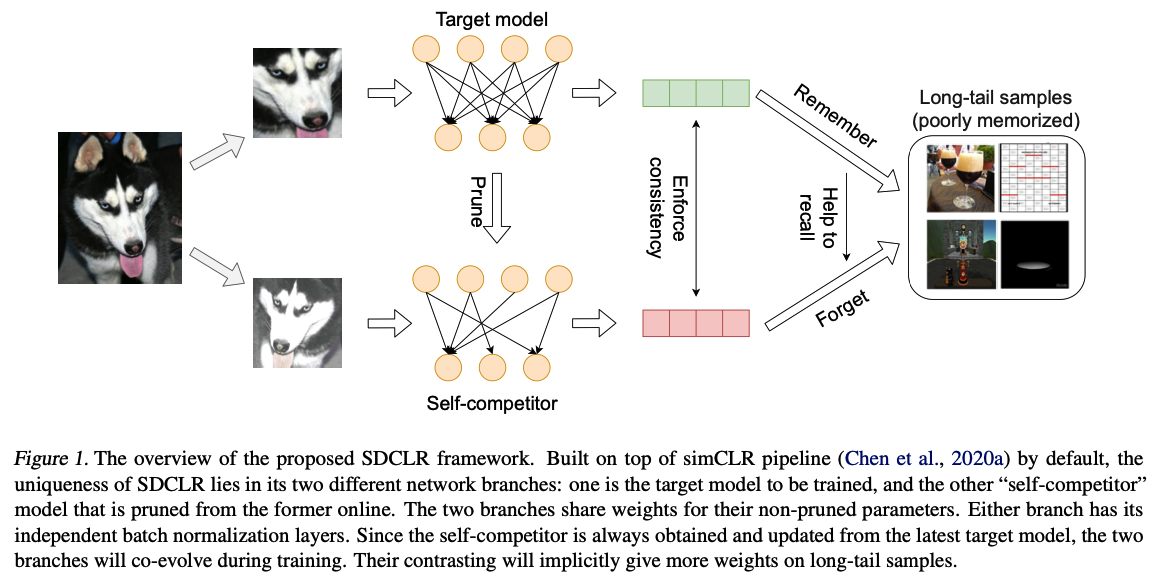 Target model
Long-tail samples
(poorly memorized)
Remember
Prune
Enforce
consistency
Help to
recall
Forget
Self-competitor
Figure 1. The overview of the proposed SDCLR framework. Built on top of simCLR pipeline (Chen et al., 2020a) by default, the
uniqueness of SDCLR lies in its two different network branches: one is the target model to be trained, and the other “self-competitor”
model that is pruned from the former online. The two branches share weights for their non-pruned parameters. Either branch has its
independent batch normalization layers. Since the self-competitor is always obtained and updated from the latest target model, the two
branches will co-evolve during training. Their contrasting will implicitly give more weights on long-tail samples.